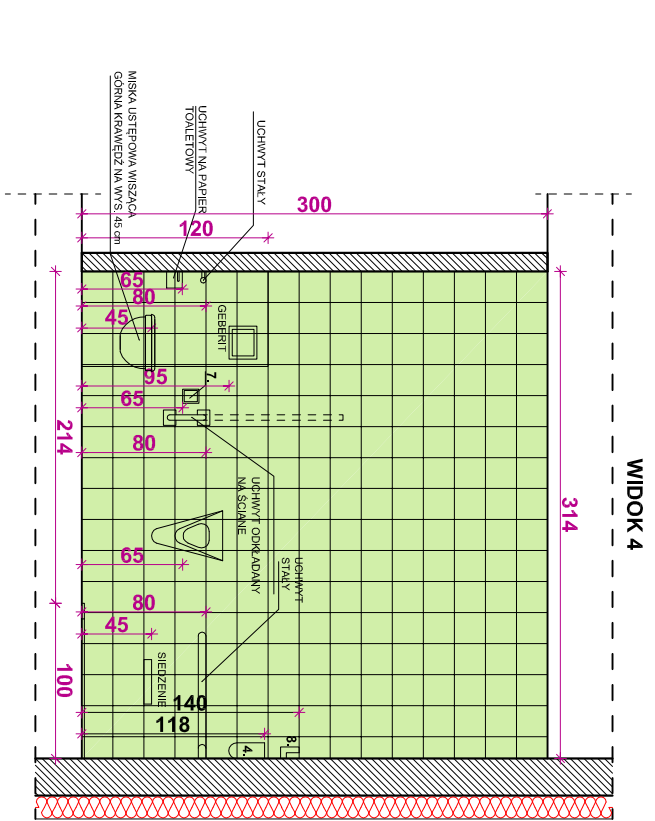 WIDOK 4
314
300
120
UCHWYT STAŁY
UCHWYT NA PAPIER
TOALETOWY
MISKA USTĘPOWA WISZĄCA
GÓRNA KRAWĘDŹ NA WYS. 45 cm
65
80
45
GEBERIT
95
7.
65
80
214
UCHWYT ODKŁADANY
NA ŚCIANE
UCHWYT
STAŁY
65
80
45
SIEDZENIE
100
140
118
4.
8.